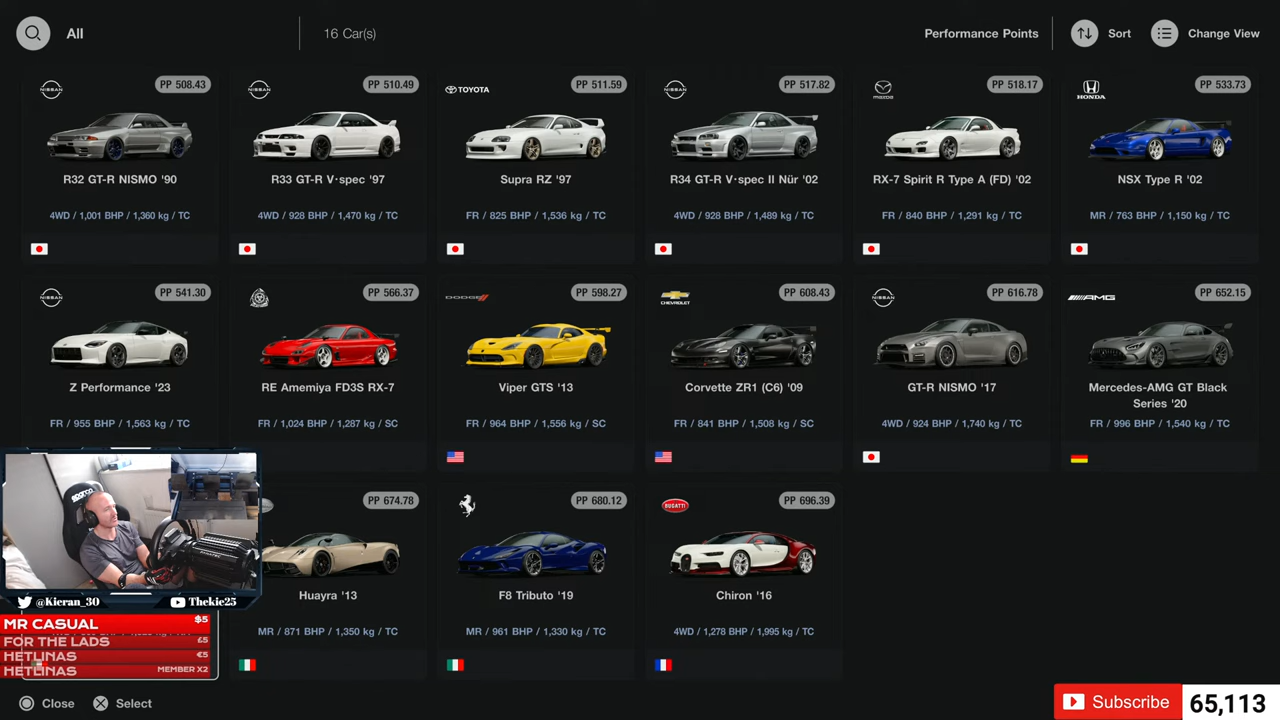 All
16 Car(s)
Performance Points
Sort
Change View
PP 508.43
R32 GT-R NISMO '90
4WD / 1,001 BHP / 1,360 kg / TC
PP 510.49
R33 GT-R V·spec '97
4WD / 928 BHP / 1,470 kg / TC
TOYOTA
PP 511.59
Supra RZ '97
FR / 825 BHP / 1,536 kg / TC
PP 517.82
R34 GT-R V·spec II Nür '02
4WD / 928 BHP / 1,489 kg / TC
mazda
PP 518.17
RX-7 Spirit R Type A (FD) '02
FR / 840 BHP / 1,291 kg / TC
HONDA
PP 533.73
NSX Type R '02
MR / 763 BHP / 1,150 kg / TC
PP 541.30
Z Performance '23
FR / 955 BHP / 1,563 kg / TC
PP 566.37
RE Amemiya FD3S RX-7
FR / 1,024 BHP / 1,287 kg / SC
DODGE
PP 598.27
Viper GTS '13
FR / 964 BHP / 1,556 kg / SC
CHEVROLET
PP 608.43
Corvette ZR1 (C6) '09
FR / 841 BHP / 1,508 kg / SC
PP 616.78
GT-R NISMO '17
4WD / 924 BHP / 1,740 kg / TC
AMG
PP 652.15
Mercedes-AMG GT Black
Series '20
FR / 996 BHP / 1,540 kg / TC
PP 674.78
Huayra '13
MR / 871 BHP / 1,350 kg / TC
PP 680.12
F8 Tributo '19
MR / 961 BHP / 1,330 kg / TC
BUGATTI
PP 696.39
Chiron '16
4WD / 1,278 BHP / 1,995 kg / TC
sparco
@Kieran_30
Thekie25
MR CASUAL $5
FOR THE LADS £5
HETLINAS €5
HETLINAS MEMBER X2
Close
Select
Subscribe
65,113